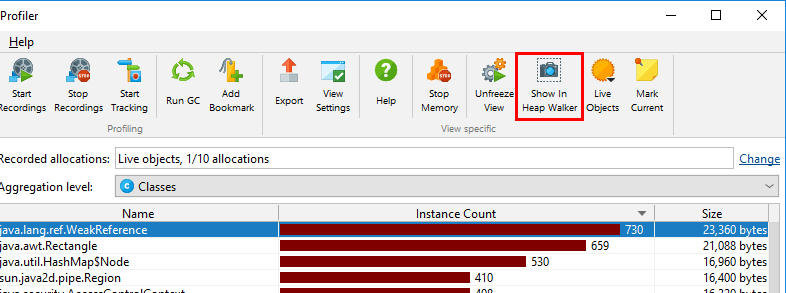 Profiler
Help
Start Recordings
Stop Recordings
Start Tracking
Run GC
Add Bookmark
Export
View Settings
Help
Stop Memory
Unfreeze View
Show In Heap Walker
Live Objects
Mark Current
Profiling
View specific
Recorded allocations: Live objects, 1/10 allocations Change
Aggregation level: Classes
Name Instance Count Size
java.lang.ref.WeakReference 730 23,360 bytes
java.awt.Rectangle 659 21,088 bytes
java.util.HashMap$Node 530 16,960 bytes
sun.java2d.pipe.Region 410 16,400 bytes